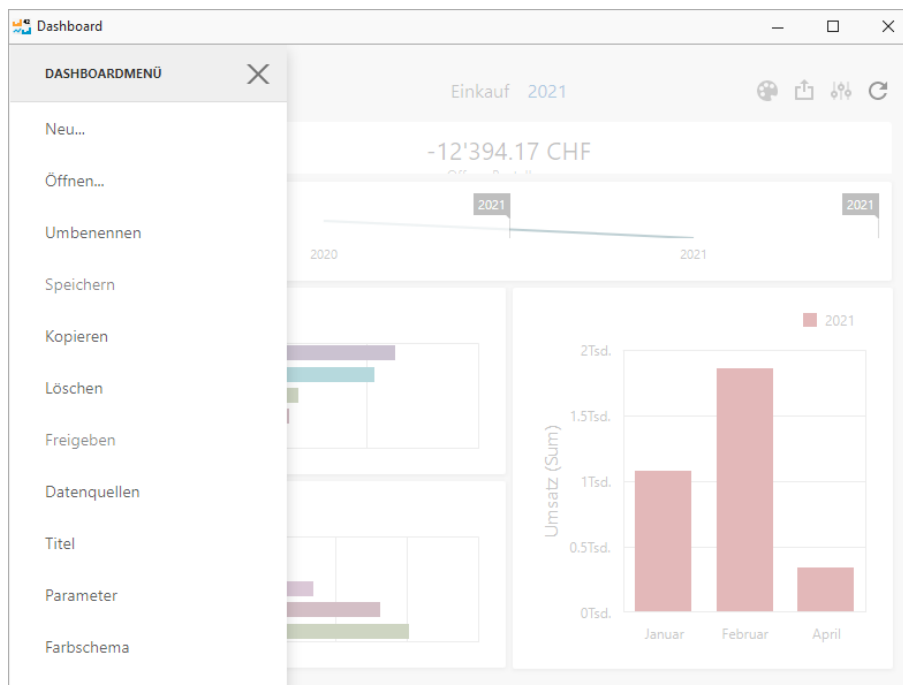 Dashboard
DASHBOARDMENÜ
Neu...
Öffnen...
Umbenennen
Speichern
Kopieren
Löschen
Freigeben
Datenquellen
Titel
Parameter
Farbschema
Einkauf 2021
-12'394.17 CHF
2021
2021
2020
2021
2021
2Tsd.
1.5Tsd.
1Tsd.
0.5Tsd.
0Tsd.
Umsatz (Sum)
Januar
Februar
April